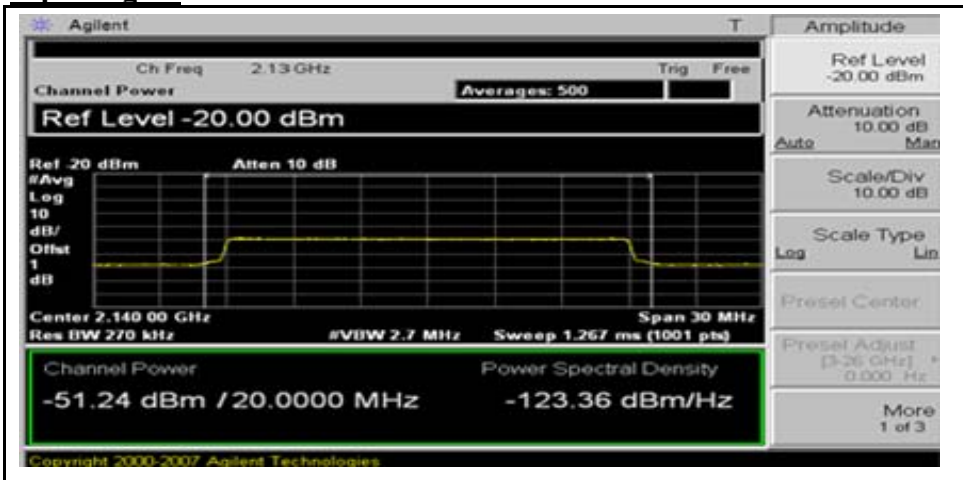 Agilent T
Amplitude
Ch Freq 2.13 GHz Trig Free
Channel Power Averages: 500
Ref Level -20.00 dBm
Ref -20 dBm Atten 10 dB
#Avg
Log
10
dB/
Offst
1
dB
Center 2.140 00 GHz Span 30 MHz
Res BW 270 kHz #VBW 2.7 MHz Sweep 1.267 ms (1001 pts)
Channel Power Power Spectral Density
-51.24 dBm / 20.0000 MHz -123.36 dBm/Hz
Copyright 2000-2007 Agilent Technologies
Ref Level
-20.00 dBm
Attenuation
10.00 dB
Auto Man
Scale/Div
10.00 dB
Scale Type
Log Lin
Presel Center
Presel Adjust
[3-26 GHz]
0.000 Hz
More
1 of 3